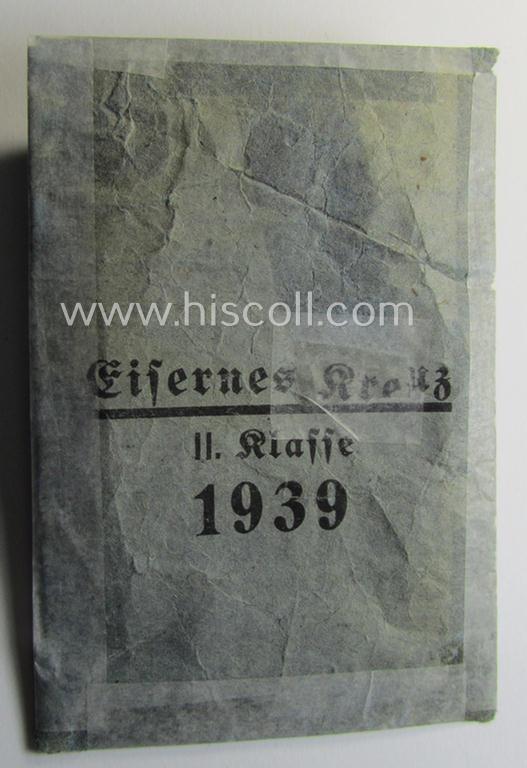 www.hiscoll.com
Eisernes Kreuz
II. Klasse
1939